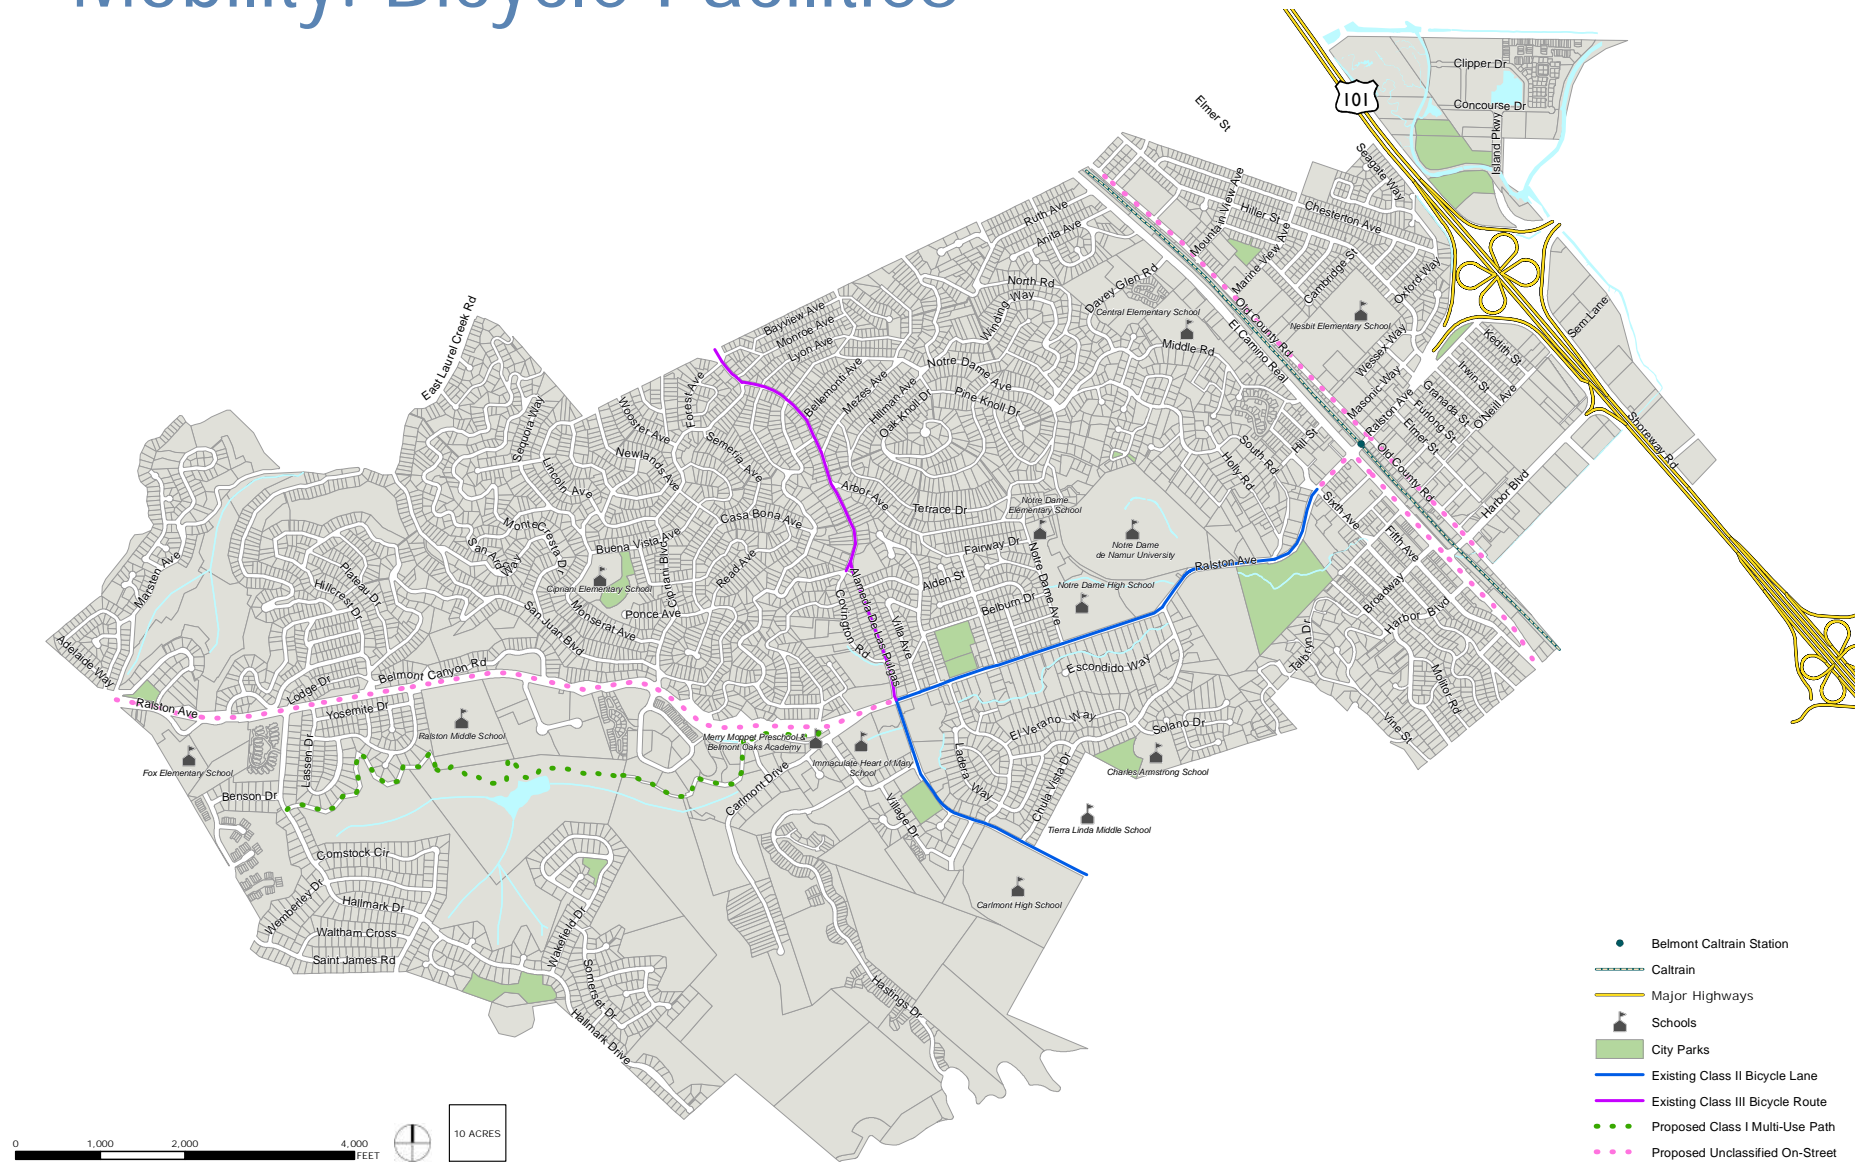 Mobility: Bicycle Facilities
Clipper Dr
Concourse Dr
Island Pkwy
101
Elmer St
Seagate Way
Mountain View Ave
Hiller St
Chesterton Ave
Ruth Ave
Anita Ave
Marine View Ave
Cambridge St
Oxford Way
North Rd
Davey Glen Rd
Winding Way
Central Elementary School
Old County Rd
Nesbit Elementary School
Sem Lane
El Camino Real
Middle Rd
Wessex Way
Kedith St
Irwin St
Bayview Ave
Monroe Ave
Lyon Ave
East Laurel Creek Rd
Notre Dame Ave
Masonic Way
Granada St
O'Neill Ave
Bellemonti Ave
Mezes Ave
Hillman Ave
Oak Knoll Dr
Pine Knoll Dr
Ralston Ave
Furlong St
Elmer St
Forest Ave
Wooster Ave
Sequoia Way
Semeria Ave
Hill St
South Rd
Holly Rd
Shoreway Rd
Newlands Ave
Lincoln Ave
Old County Rd
Harbor Blvd
Arbor Ave
Terrace Dr
Notre Dame
Elementary School
Sixth Ave
Casa Bona Ave
Monte Cresta Dr
Buena Vista Ave
Fairway Dr
Notre Dame
de Namur University
Fifth Ave
San Ardo Way
Cipriani Blvd
Read Ave
Notre Dame Ave
Ralston Ave
Marsten Ave
Plateau Dr
Hillcrest Dr
Cipriani Elementary School
Alameda De Las Pulgas
Alden St
Notre Dame High School
Broadway
Belburn Dr
Covington Rd
Villa Ave
Ponce Ave
Monserat Ave
San Juan Blvd
Harbor Blvd
Talbryn Dr
Adelaide Way
Belmont Canyon Rd
Escondido Way
Molitor Rd
Lodge Dr
Ralston Ave
Yosemite Dr
El Verano Way
Solano Dr
Vine St
Ralston Middle School
Merry Moppet Preschool &
Belmont Oaks Academy
Fox Elementary School
Lassen Dr
Immaculate Heart of Mary
School
Ladera Way
Charles Armstrong School
Carlmont Drive
Chula Vista Dr
Benson Dr
Village Dr
Tierra Linda Middle School
Comstock Cir
Wemberley Dr
Hallmark Dr
Carlmont High School
Waltham Cross
Wakefield Dr
Saint James Rd
Somerset Dr
Hastings Dr
Hallmark Drive
Belmont Caltrain Station
Caltrain
Major Highways
Schools
City Parks
Existing Class II Bicycle Lane
Existing Class III Bicycle Route
Proposed Class I Multi-Use Path
Proposed Unclassified On-Street
0 1,000 2,000 4,000
FEET
10 ACRES